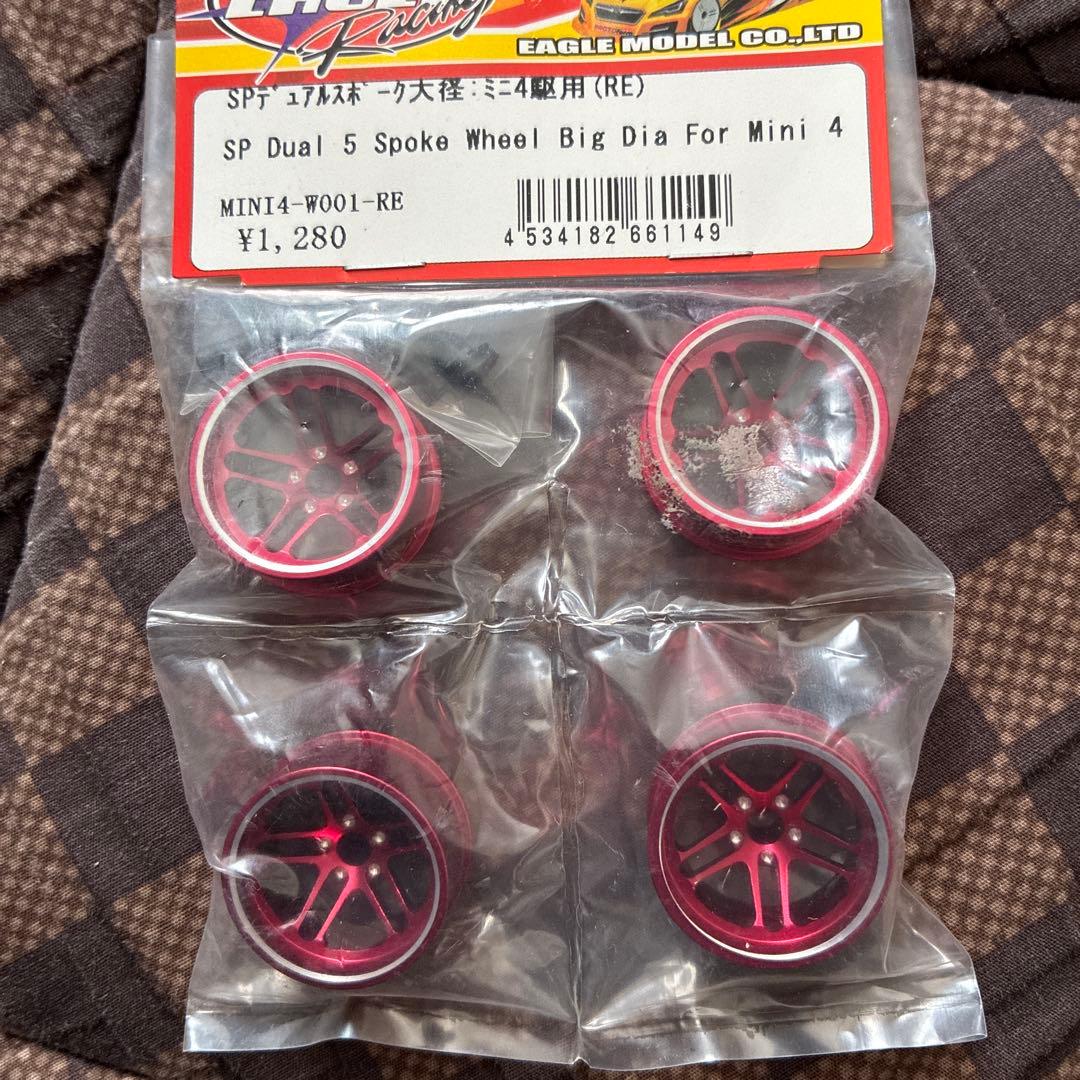 EAGLE
Racing
EAGLE MODEL CO.,LTD
SPデュアルスポーク大径:ミニ4駆用(RE)
SP Dual 5 Spoke Wheel Big Dia For Mini 4
MINI4-W001-RE
¥1,280
4 534182 661149